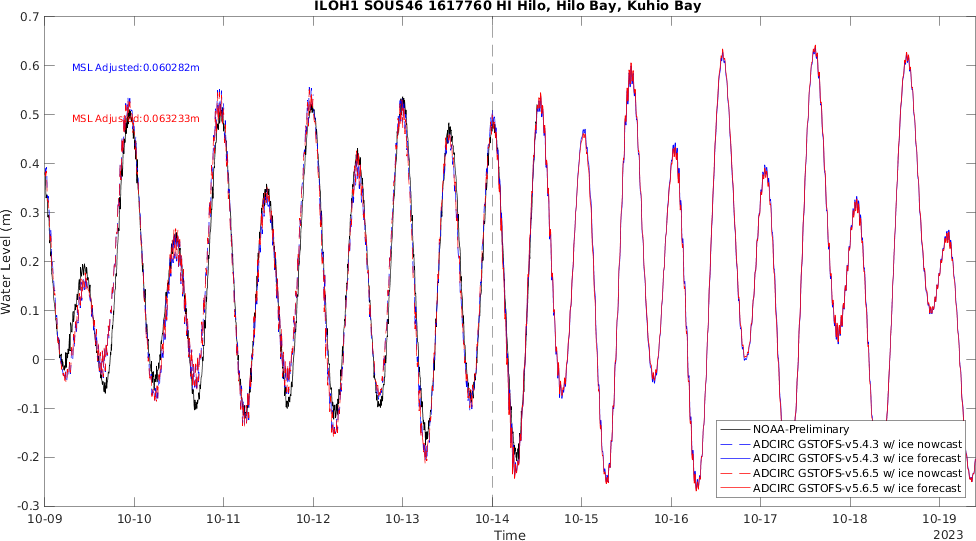 ILOH1 SOUS46 1617760 HI Hilo, Hilo Bay, Kuhio Bay
0.7
0.6
0.5
0.4
0.3
0.2
0.1
0
-0.1
-0.2
-0.3
Water Level (m)
MSL Adjusted:0.060282m
MSL Adjusted:0.063233m
NOAA-Preliminary
ADCIRC GSTOFS-v5.4.3 w/ ice nowcast
ADCIRC GSTOFS-v5.4.3 w/ ice forecast
ADCIRC GSTOFS-v5.6.5 w/ ice nowcast
ADCIRC GSTOFS-v5.6.5 w/ ice forecast
10-09 10-10 10-11 10-12 10-13 10-14 10-15 10-16 10-17 10-18 10-19
Time
2023